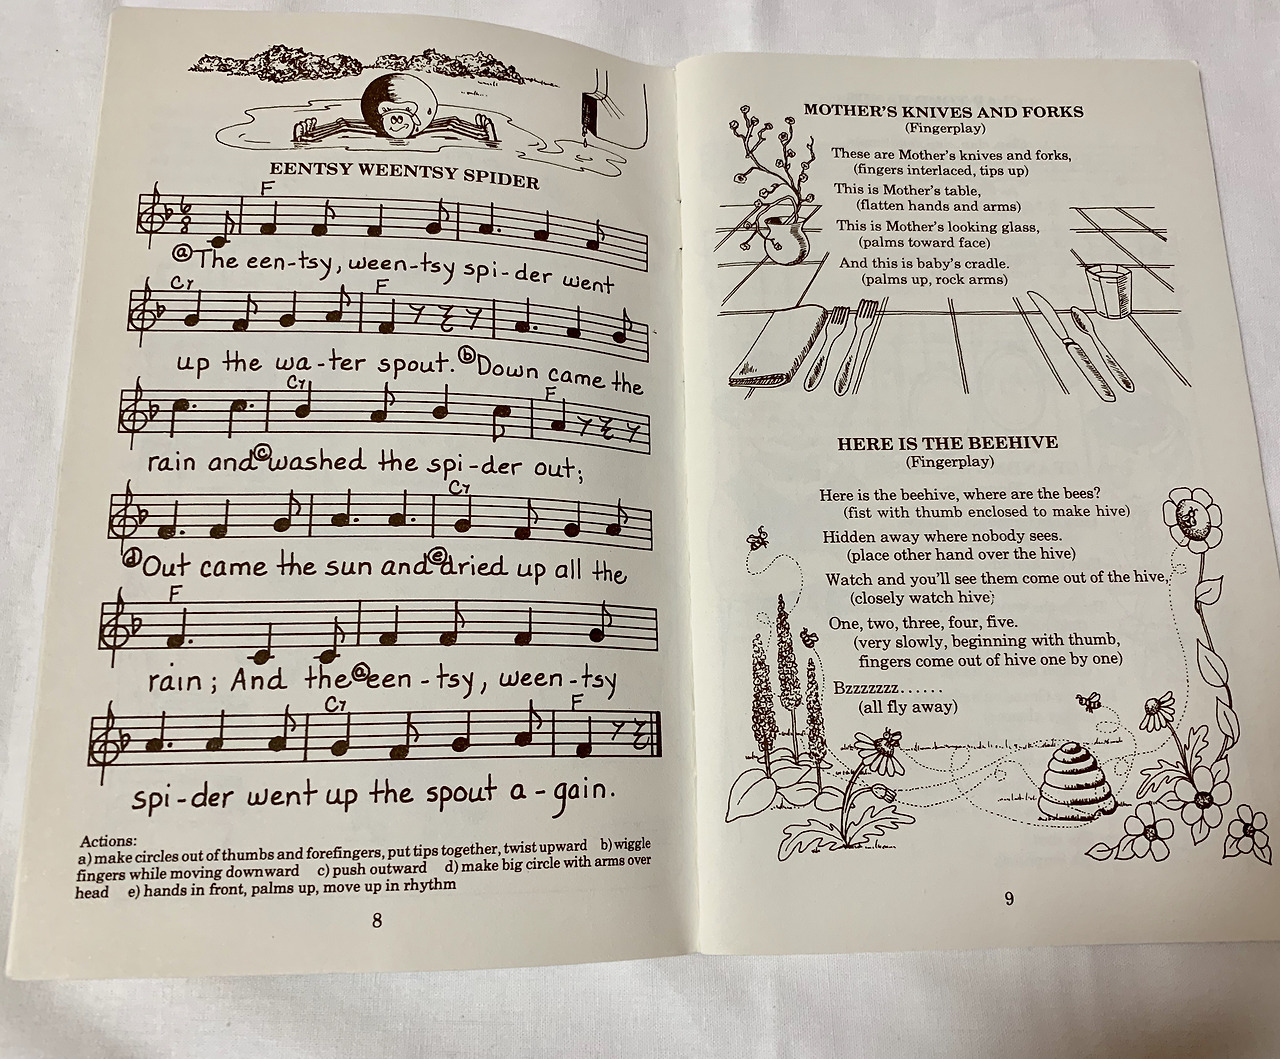 EENTSY WEENTSY SPIDER
F
ⓐThe een-tsy, ween-tsy spi-der went
C7 F
up the wa-ter spout. ⓑDown came the
C7 F
rain andⓒwashed the spi-der out;
C7
ⓓOut came the sun andⓔdried up all the
F
rain; And theⓐeen-tsy, ween-tsy
C7 F
spi-der went up the spout a-gain.
Actions:
a) make circles out of thumbs and forefingers, put tips together, twist upward b) wiggle
fingers while moving downward c) push outward d) make big circle with arms over
head e) hands in front, palms up, move up in rhythm
8
MOTHER'S KNIVES AND FORKS
(Fingerplay)
These are Mother's knives and forks,
(fingers interlaced, tips up)
This is Mother's table,
(flatten hands and arms)
This is Mother's looking glass,
(palms toward face)
And this is baby's cradle.
(palms up, rock arms)
HERE IS THE BEEHIVE
(Fingerplay)
Here is the beehive, where are the bees?
(fist with thumb enclosed to make hive)
Hidden away where nobody sees.
(place other hand over the hive)
Watch and you'll see them come out of the hive,
(closely watch hive)
One, two, three, four, five.
(very slowly, beginning with thumb,
fingers come out of hive one by one)
Bzzzzzzz......
(all fly away)
9